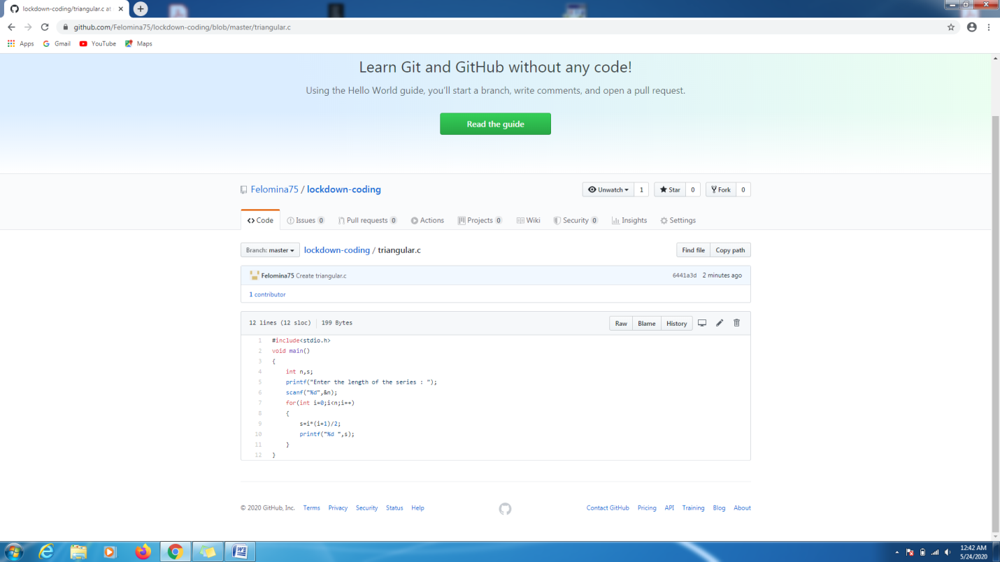 lockdown-coding/triangular.c at
github.com/Felomina75/lockdown-coding/blob/master/triangular.c
Apps Gmail YouTube Maps
Learn Git and GitHub without any code!
Using the Hello World guide, you'll start a branch, write comments, and open a pull request.
Read the guide
Felomina75 / lockdown-coding Unwatch 1 Star 0 Fork 0
Code Issues 0 Pull requests 0 Actions Projects 0 Wiki Security 0 Insights Settings
Branch: master lockdown-coding / triangular.c Find file Copy path
Felomina75 Create triangular.c 6441a3d 2 minutes ago
1 contributor
12 lines (12 sloc) 199 Bytes Raw Blame History
1 #include<stdio.h>
2 void main()
3 {
4 int n,s;
5 printf("Enter the length of the series : ");
6 scanf("%d",&n);
7 for(int i=0;i<n;i++)
8 {
9 s=i*(i+1)/2;
10 printf("%d ",s);
11 }
12 }
© 2020 GitHub, Inc. Terms Privacy Security Status Help Contact GitHub Pricing API Training Blog About
12:42 AM
5/24/2020